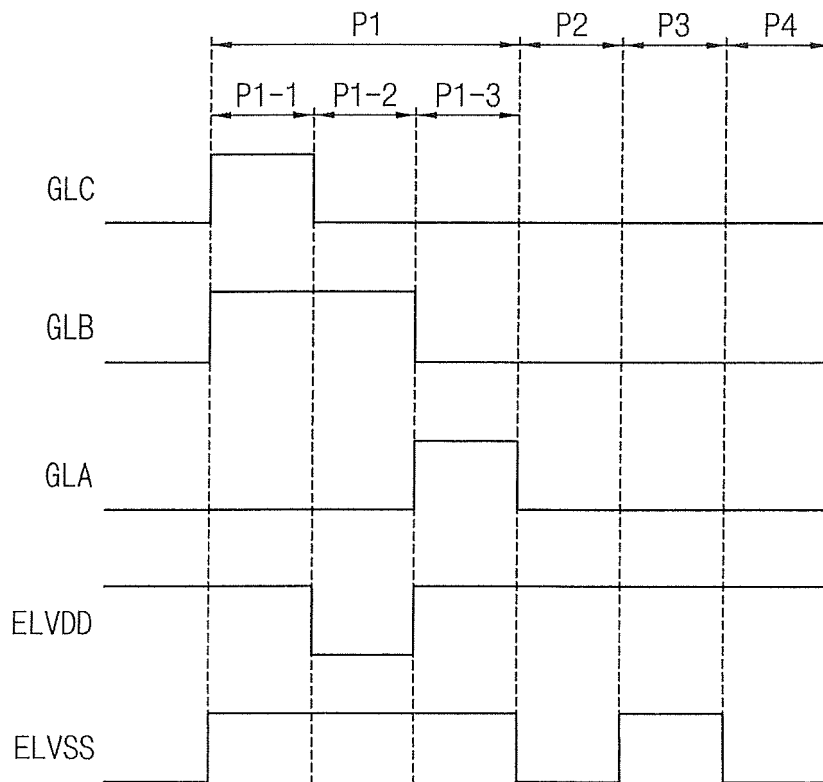 P1 P2 P3 P4
P1-1 P1-2 P1-3
GLC
GLB
GLA
ELVDD
ELVSS